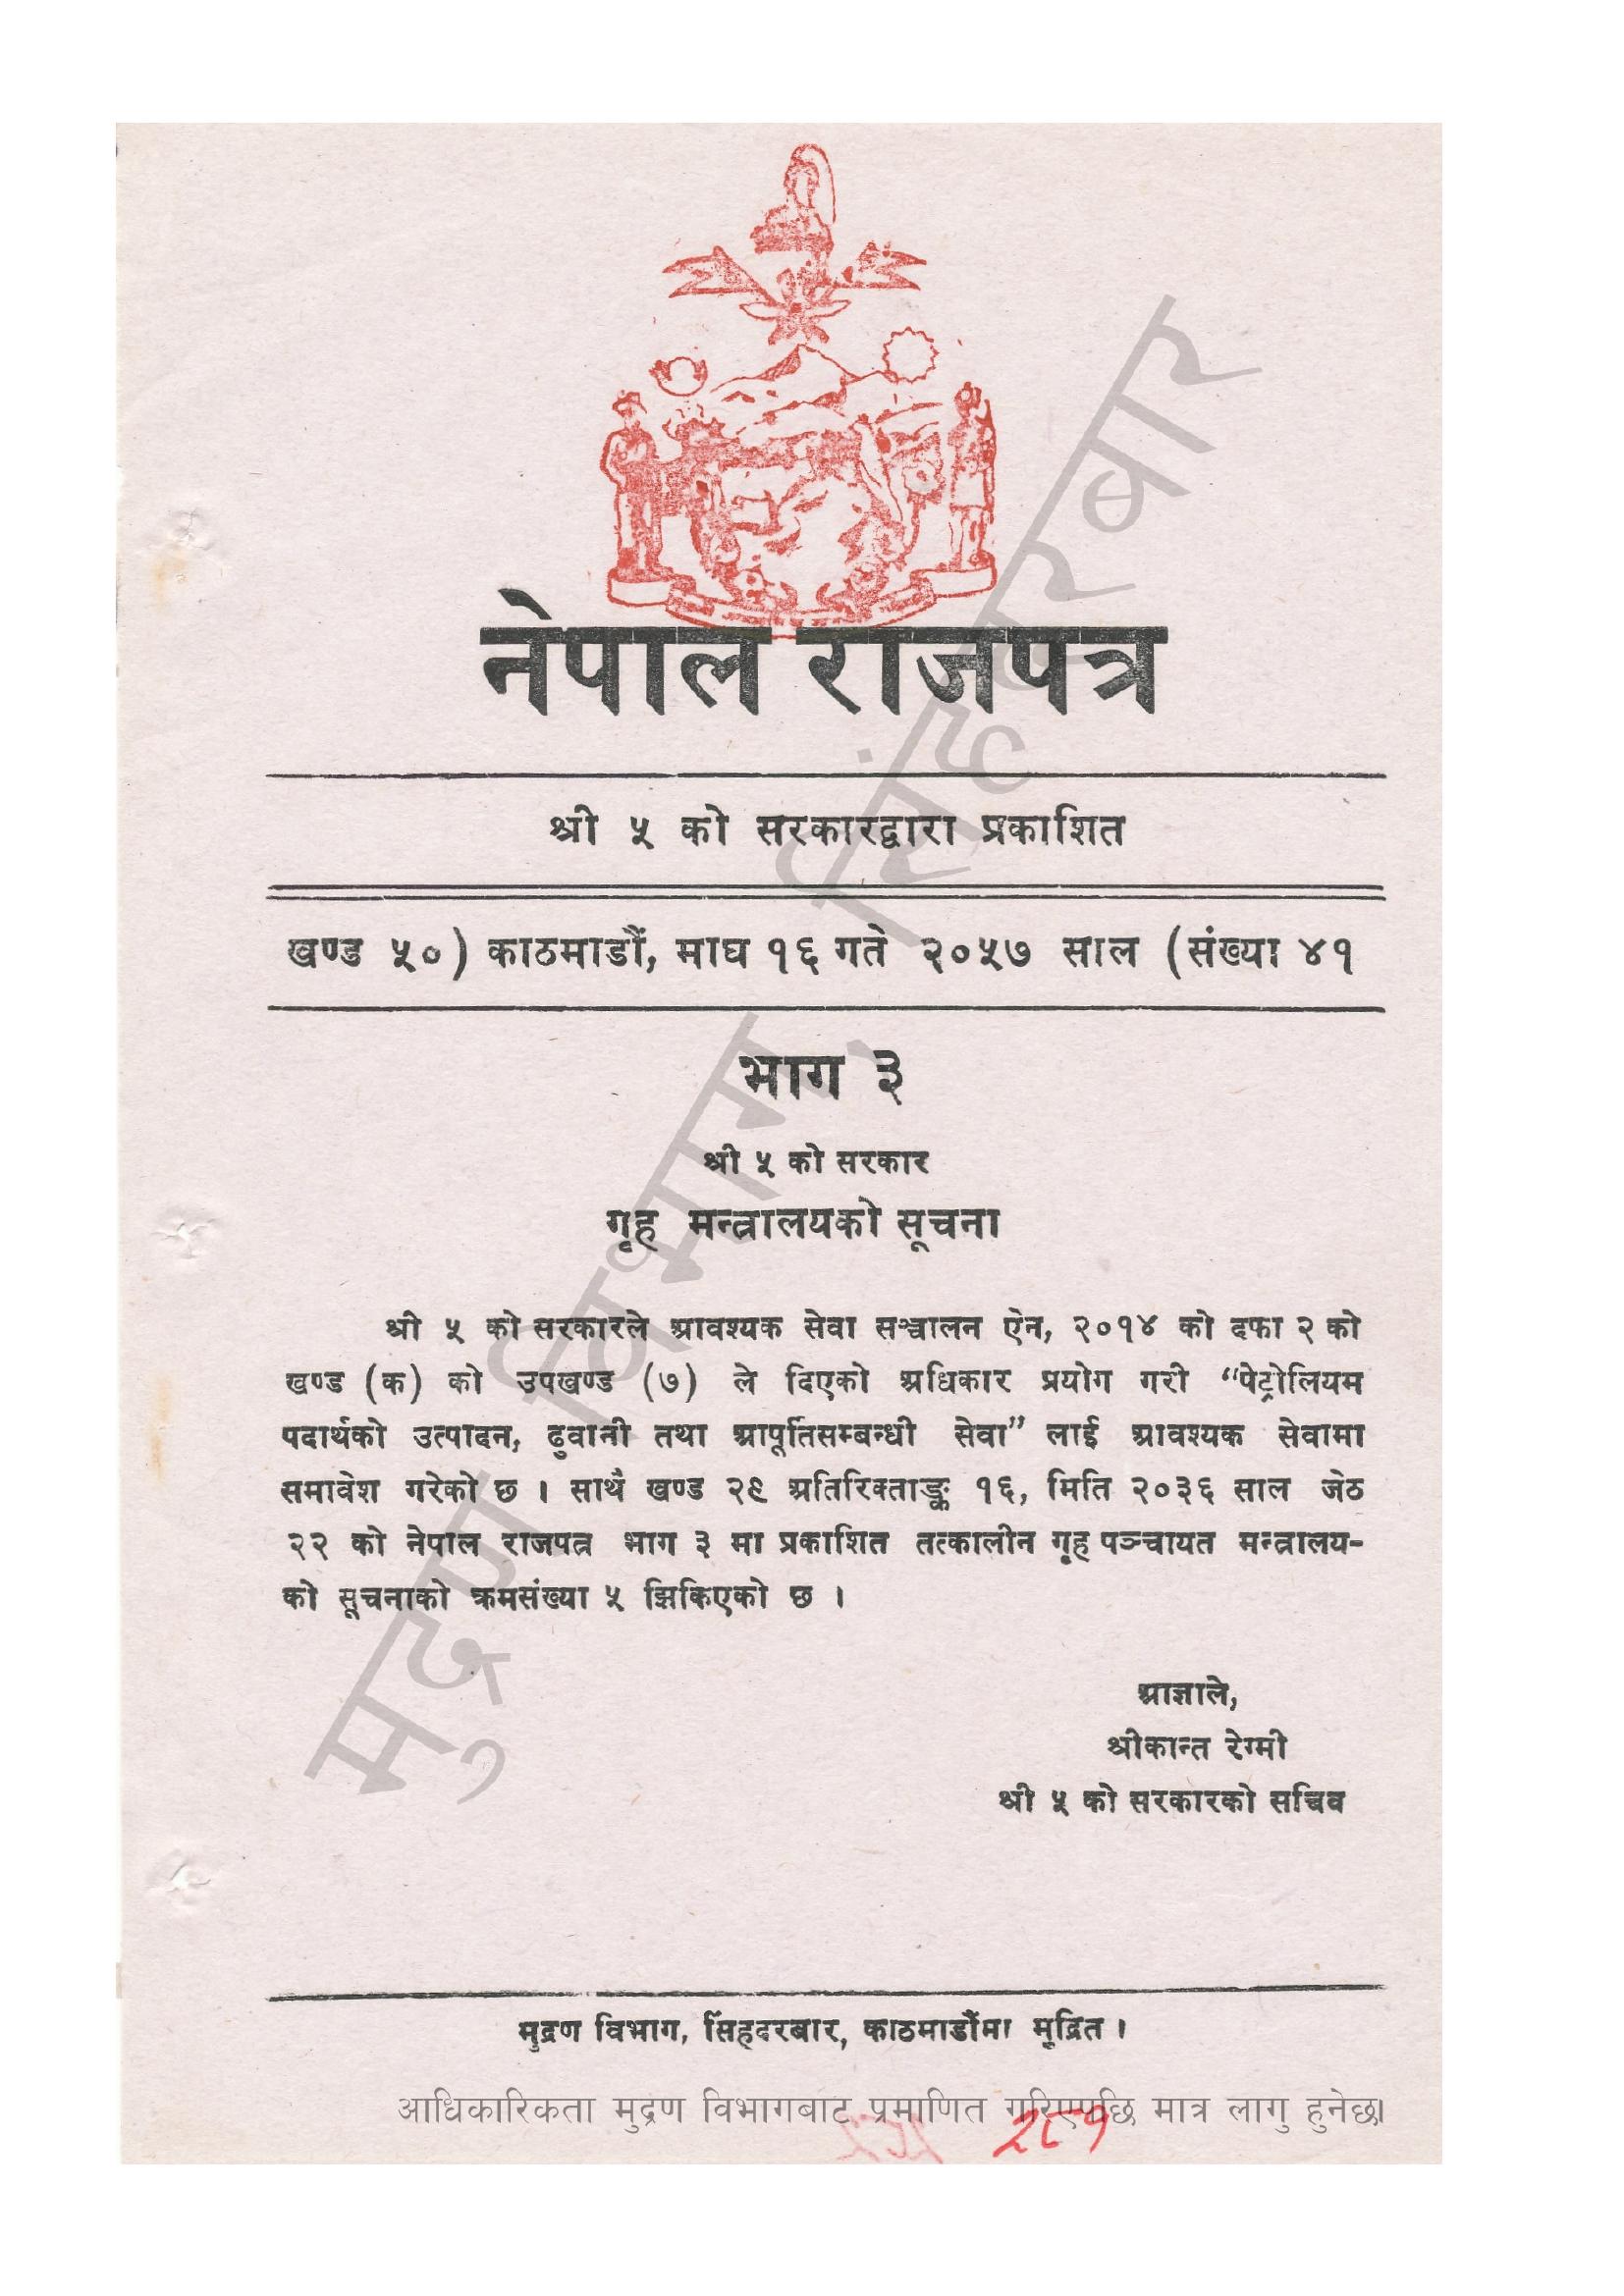 नेपाल राजपत्र
श्री ५ को सरकारद्वारा प्रकाशित
खण्ड ५०) काठमाडौं, माघ १६ गते २०५७ साल (संख्या ४१
भाग ३
श्री ५ को सरकार
गृह मन्त्रालयको सूचना
श्री ५ को सरकारले आवश्यक सेवा सञ्चालन ऐन, २०१४ को दफा २ को
खण्ड (क) को उपखण्ड (७) ले दिएको अधिकार प्रयोग गरी “पेट्रोलियम
पदार्थको उत्पादन, ढुवानी तथा आपूर्तिसम्बन्धी सेवा” लाई आवश्यक सेवामा
समावेश गरेको छ । साथै खण्ड २९ अतिरिक्ताङ्क १६, मिति २०३६ साल जेठ
२२ को नेपाल राजपत्र भाग ३ मा प्रकाशित तत्कालीन गृह पञ्चायत मन्त्रालय-
को सूचनाको क्रमसंख्या ५ झिकिएको छ ।
आज्ञाले,
श्रीकान्त रेग्मी
श्री ५ को सरकारको सचिव
मुद्रण विभाग, सिंहदरबार, काठमाडौंमा मुद्रित ।
आधिकारिकता मुद्रण विभागबाट प्रमाणित गरिएपछि मात्र लागु हुनेछ।
२८१
मुद्रण विभाग, सिंहदरबार